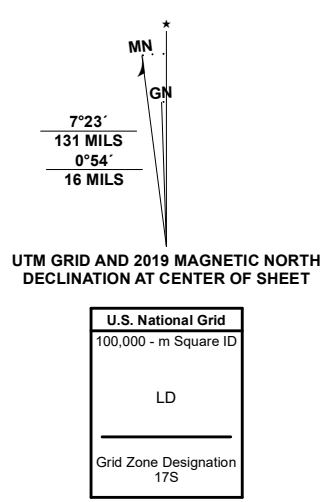 MN
GN
7°23´
131 MILS
0°54´
16 MILS
UTM GRID AND 2019 MAGNETIC NORTH
DECLINATION AT CENTER OF SHEET
U.S. National Grid
100,000 - m Square ID
LD
Grid Zone Designation
17S